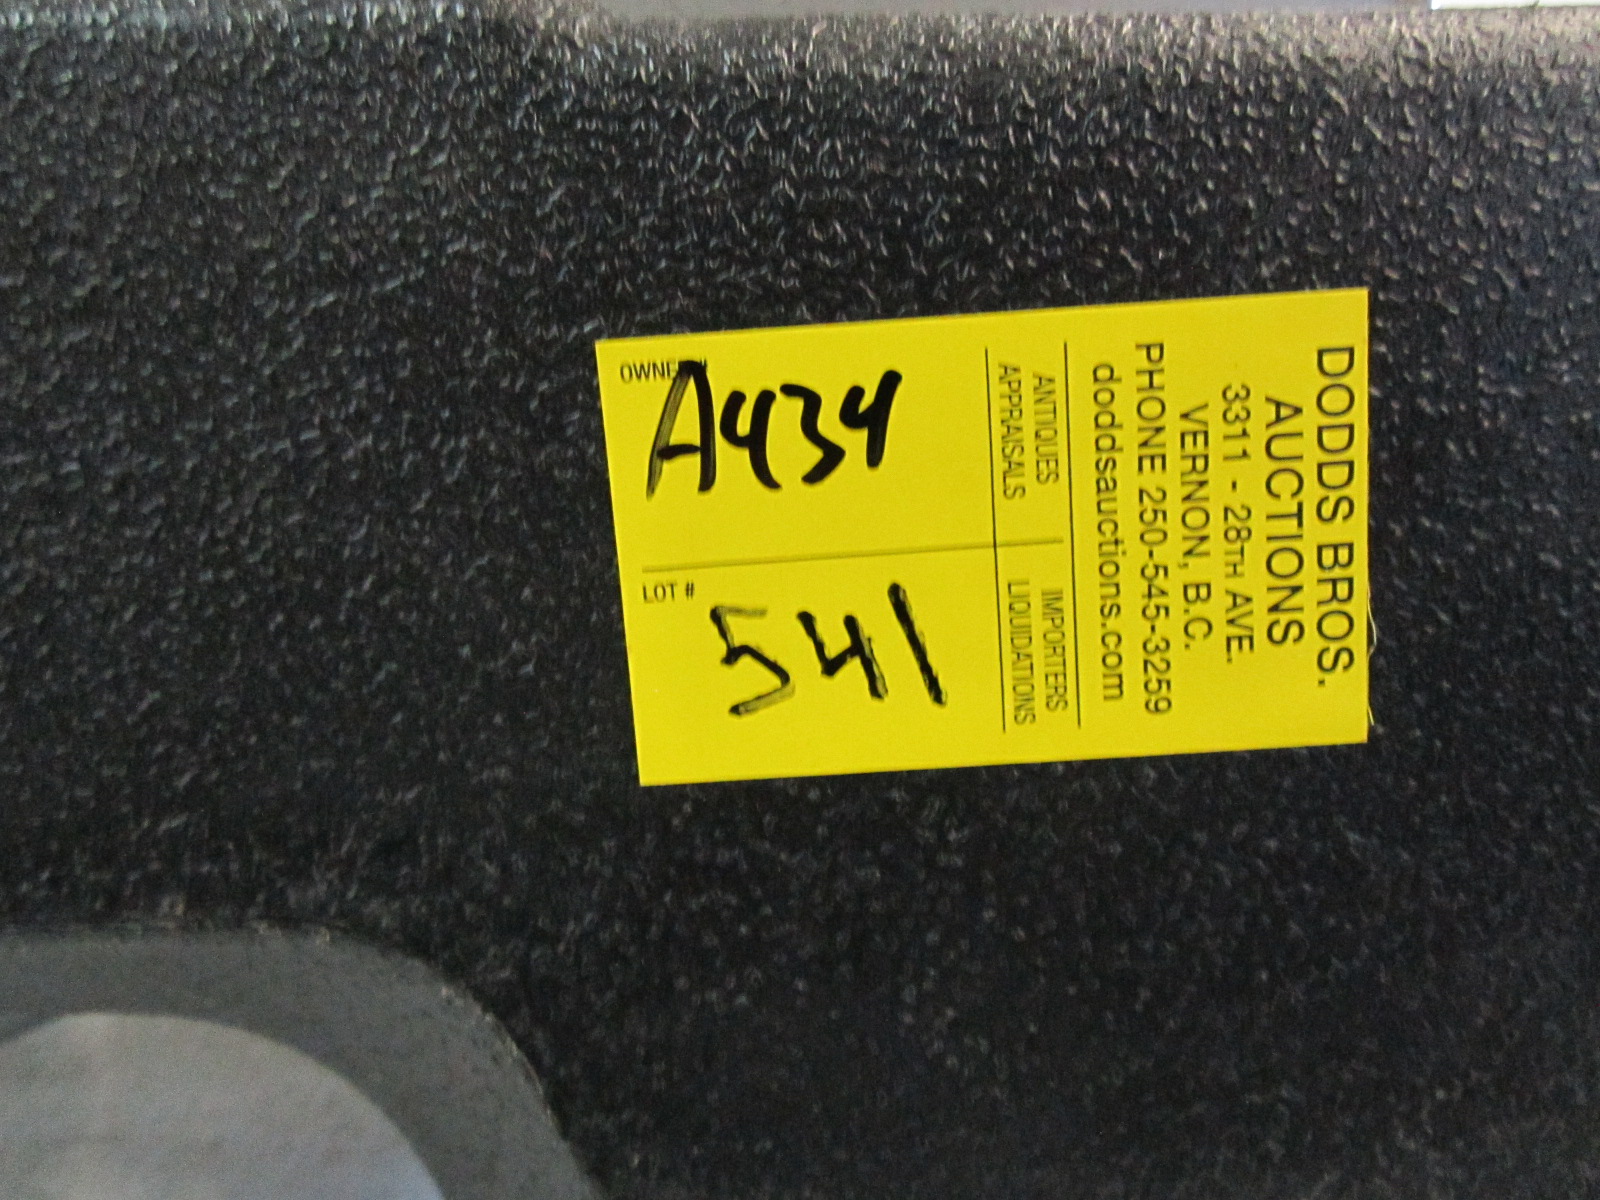 DODDS BROS.
AUCTIONS
3311 - 28TH AVE.
VERNON, B.C.
PHONE 250-545-3259
doddsauctions.com
ANTIQUES IMPORTERS
APPRAISALS LIQUIDATIONS
OWNER #
A434
LOT #
541